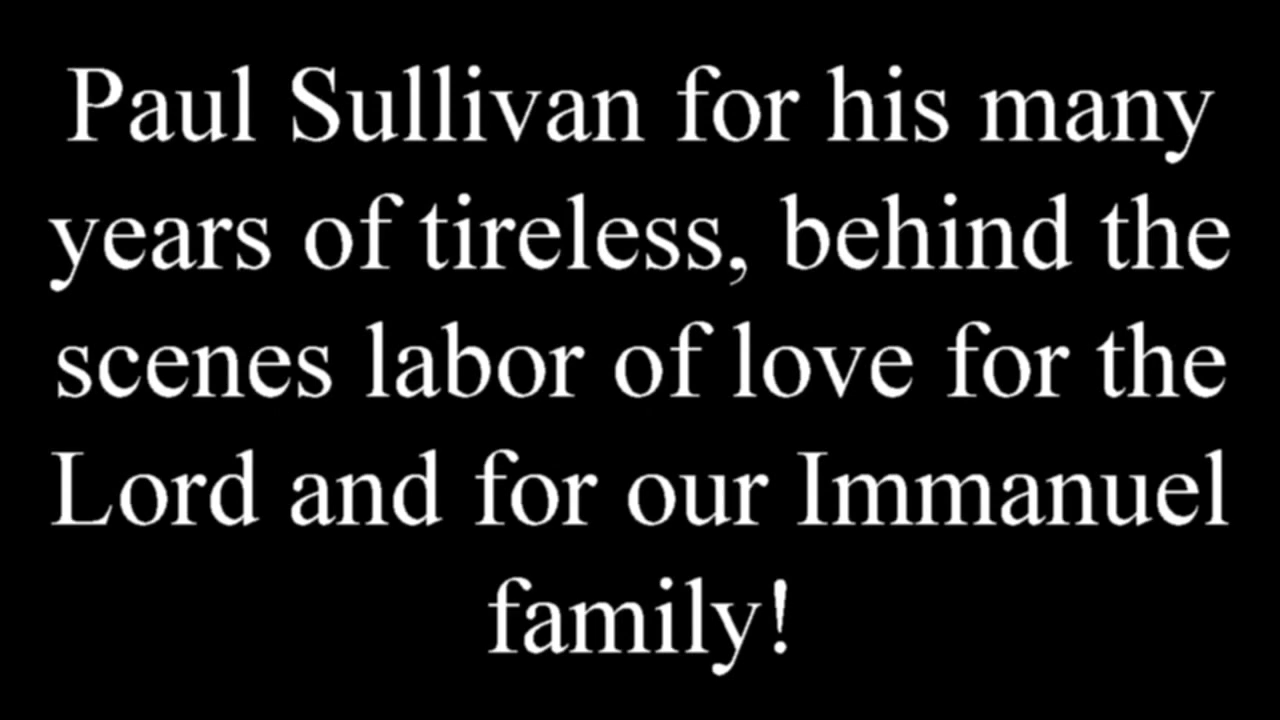 Paul Sullivan for his many
years of tireless, behind the
scenes labor of love for the
Lord and for our Immanuel
family!